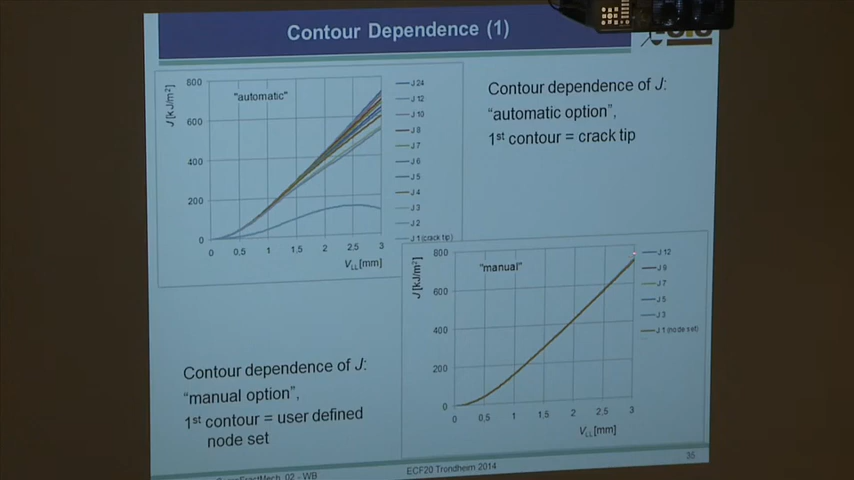 Contour Dependence (1)
J [kJ/m²]
800
600
400
200
0
"automatic"
0 0,5 1 1,5 2 2.5 3
V_LL [mm]
J 24
J 12
J 10
J 8
J 7
J 6
J 5
J 4
J 3
J 2
J 1 (crack tip)
Contour dependence of J:
"automatic option",
1st contour = crack tip
J [kJ/m²]
800
600
400
200
0
"manual"
0 0,5 1 1,5 2 2,5 3
V_LL [mm]
J 12
J 9
J 7
J 5
J 3
J 1 (node set)
Contour dependence of J:
"manual option",
1st contour = user defined
node set
02 - WB
ECF20 Trondheim 2014
35